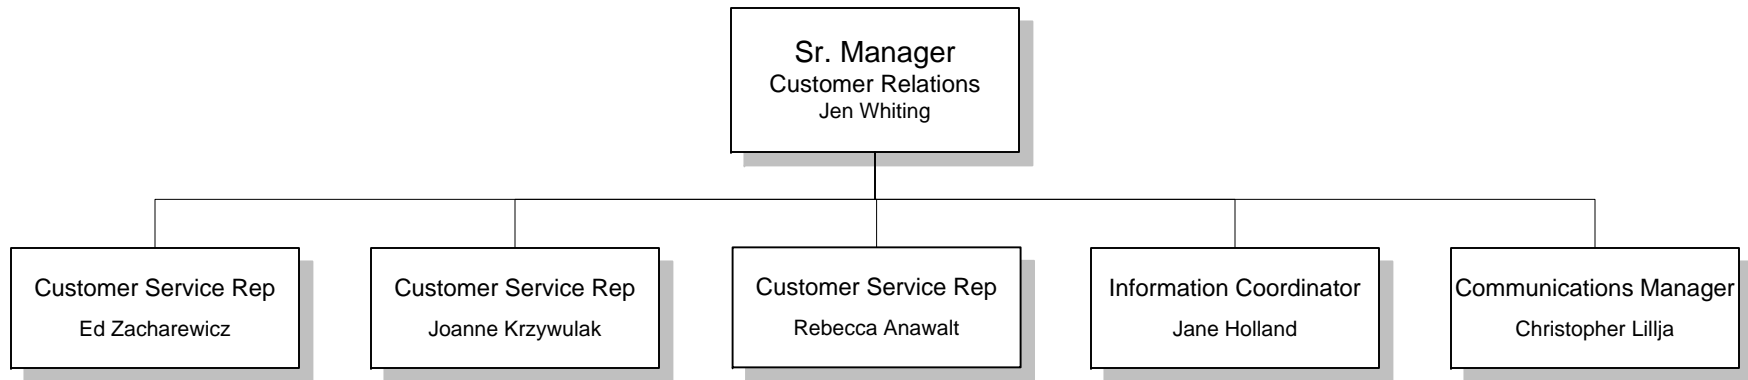 Sr. Manager
Customer Relations
Jen Whiting
Customer Service Rep
Ed Zacharewicz
Customer Service Rep
Joanne Krzywulak
Customer Service Rep
Rebecca Anawalt
Information Coordinator
Jane Holland
Communications Manager
Christopher Lillja